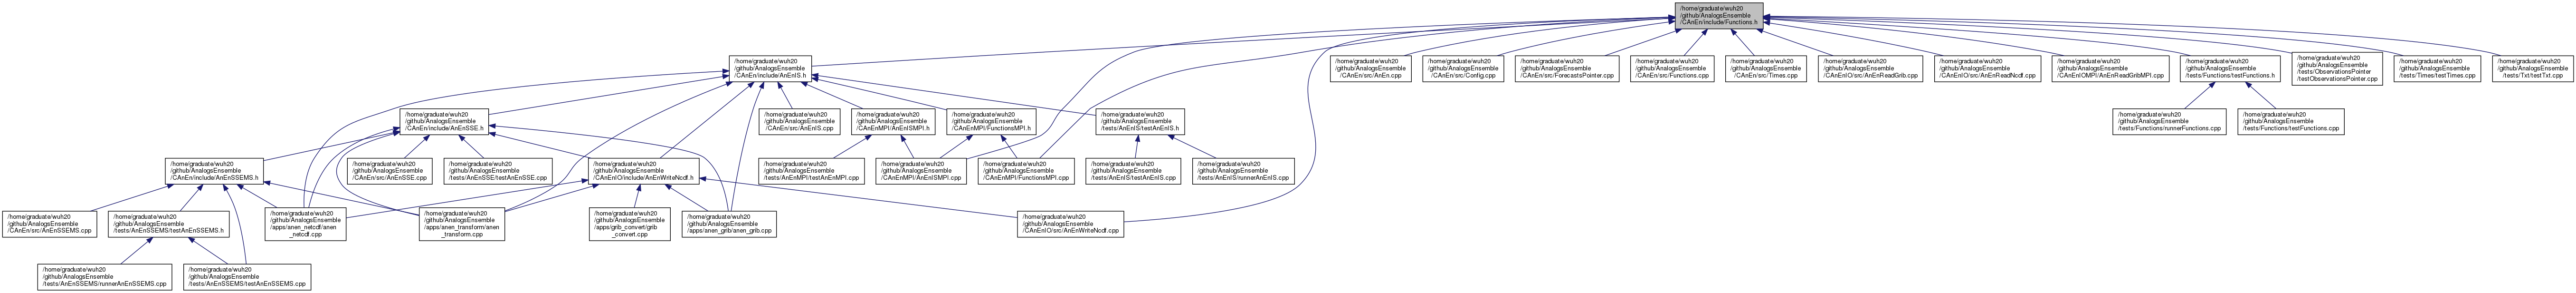 /home/graduate/wuh20
/github/AnalogsEnsemble
/CAnEn/include/Functions.h
/home/graduate/wuh20
/github/AnalogsEnsemble
/CAnEn/include/AnEnIS.h
/home/graduate/wuh20
/github/AnalogsEnsemble
/CAnEn/src/AnEn.cpp
/home/graduate/wuh20
/github/AnalogsEnsemble
/CAnEn/src/Config.cpp
/home/graduate/wuh20
/github/AnalogsEnsemble
/CAnEn/src/ForecastsPointer.cpp
/home/graduate/wuh20
/github/AnalogsEnsemble
/CAnEn/src/Functions.cpp
/home/graduate/wuh20
/github/AnalogsEnsemble
/CAnEn/src/Times.cpp
/home/graduate/wuh20
/github/AnalogsEnsemble
/CAnEnIO/src/AnEnReadGrib.cpp
/home/graduate/wuh20
/github/AnalogsEnsemble
/CAnEnIO/src/AnEnReadNcdf.cpp
/home/graduate/wuh20
/github/AnalogsEnsemble
/CAnEnIOMPI/AnEnReadGribMPI.cpp
/home/graduate/wuh20
/github/AnalogsEnsemble
/tests/Functions/testFunctions.h
/home/graduate/wuh20
/github/AnalogsEnsemble
/tests/ObservationsPointer
/testObservationsPointer.cpp
/home/graduate/wuh20
/github/AnalogsEnsemble
/tests/Times/testTimes.cpp
/home/graduate/wuh20
/github/AnalogsEnsemble
/tests/Txt/testTxt.cpp
/home/graduate/wuh20
/github/AnalogsEnsemble
/CAnEn/include/AnEnSSE.h
/home/graduate/wuh20
/github/AnalogsEnsemble
/CAnEn/src/AnEnIS.cpp
/home/graduate/wuh20
/github/AnalogsEnsemble
/CAnEnMPI/AnEnISMPI.h
/home/graduate/wuh20
/github/AnalogsEnsemble
/CAnEnMPI/FunctionsMPI.h
/home/graduate/wuh20
/github/AnalogsEnsemble
/tests/AnEnIS/testAnEnIS.h
/home/graduate/wuh20
/github/AnalogsEnsemble
/tests/Functions/runnerFunctions.cpp
/home/graduate/wuh20
/github/AnalogsEnsemble
/tests/Functions/testFunctions.cpp
/home/graduate/wuh20
/github/AnalogsEnsemble
/CAnEn/include/AnEnSSEMS.h
/home/graduate/wuh20
/github/AnalogsEnsemble
/CAnEn/src/AnEnSSE.cpp
/home/graduate/wuh20
/github/AnalogsEnsemble
/tests/AnEnSSE/testAnEnSSE.cpp
/home/graduate/wuh20
/github/AnalogsEnsemble
/CAnEnIO/include/AnEnWriteNcdf.h
/home/graduate/wuh20
/github/AnalogsEnsemble
/tests/AnEnMPI/testAnEnMPI.cpp
/home/graduate/wuh20
/github/AnalogsEnsemble
/CAnEnMPI/AnEnISMPI.cpp
/home/graduate/wuh20
/github/AnalogsEnsemble
/CAnEnMPI/FunctionsMPI.cpp
/home/graduate/wuh20
/github/AnalogsEnsemble
/tests/AnEnIS/testAnEnIS.cpp
/home/graduate/wuh20
/github/AnalogsEnsemble
/tests/AnEnIS/runnerAnEnIS.cpp
/home/graduate/wuh20
/github/AnalogsEnsemble
/CAnEn/src/AnEnSSEMS.cpp
/home/graduate/wuh20
/github/AnalogsEnsemble
/tests/AnEnSSEMS/testAnEnSSEMS.h
/home/graduate/wuh20
/github/AnalogsEnsemble
/apps/anen_netcdf/anen
_netcdf.cpp
/home/graduate/wuh20
/github/AnalogsEnsemble
/apps/anen_transform/anen
_transform.cpp
/home/graduate/wuh20
/github/AnalogsEnsemble
/apps/grib_convert/grib
_convert.cpp
/home/graduate/wuh20
/github/AnalogsEnsemble
/apps/anen_grib/anen_grib.cpp
/home/graduate/wuh20
/github/AnalogsEnsemble
/CAnEnIO/src/AnEnWriteNcdf.cpp
/home/graduate/wuh20
/github/AnalogsEnsemble
/tests/AnEnSSEMS/runnerAnEnSSEMS.cpp
/home/graduate/wuh20
/github/AnalogsEnsemble
/tests/AnEnSSEMS/testAnEnSSEMS.cpp